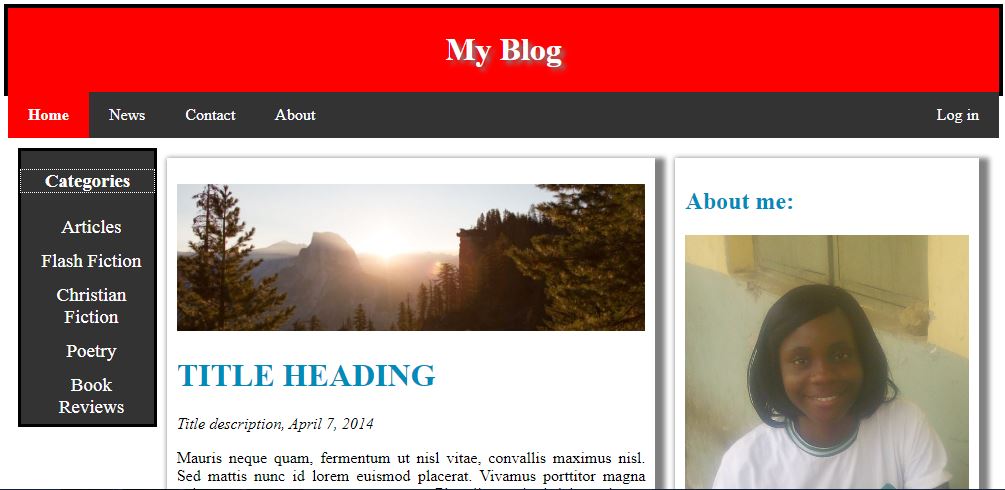 My Blog
Home News Contact About Log in
Categories
Articles
Flash Fiction
Christian
Fiction
Poetry
Book
Reviews
TITLE HEADING
Title description, April 7, 2014
Mauris neque quam, fermentum ut nisl vitae, convallis maximus nisl.
Sed mattis nunc id lorem euismod placerat. Vivamus porttitor magna
About me: